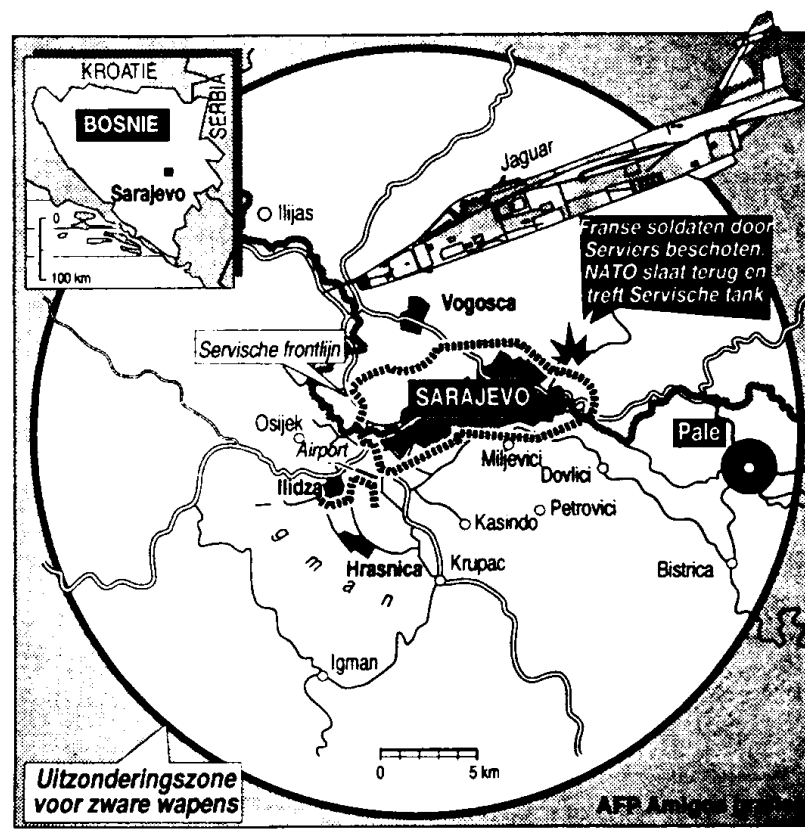 KROATIE
SERBIA
BOSNIE
Sarajevo
100 km
Ilijas
Jaguar
Franse soldaten door
Serviers beschoten.
NATO slaat terug en
treft Servische tank
Vogosca
Servische frontlijn
SARAJEVO
Osijek
Airport
Pale
Miljevici
Dovlici
Ilidza
Kasindo
Petrovici
Igman
Hrasnica
Krupac
Bistrica
Igman
0 5 km
Uitzonderingszone
voor zware wapens
AFP Amigoe